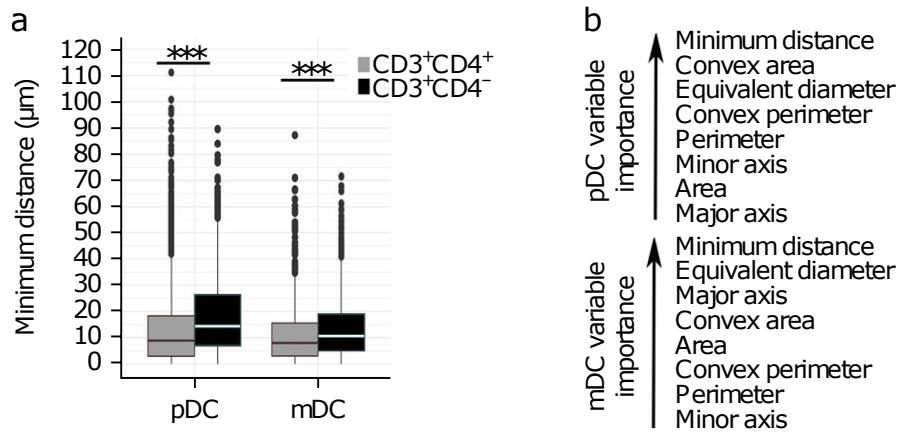 a
Minimum distance (µm)
120
110
100
90
80
70
60
50
40
30
20
10
0
***
***
CD3⁺CD4⁺
CD3⁺CD4⁻
pDC
mDC
b
pDC variable
importance
Minimum distance
Convex area
Equivalent diameter
Convex perimeter
Perimeter
Minor axis
Area
Major axis
mDC variable
importance
Minimum distance
Equivalent diameter
Major axis
Convex area
Area
Convex perimeter
Perimeter
Minor axis